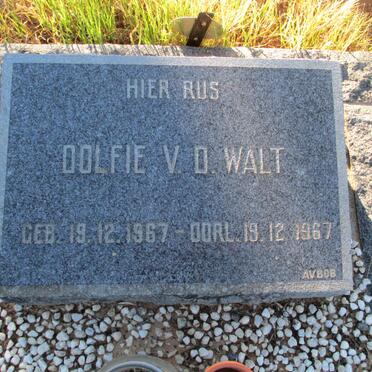 HIER RUS
DOLFIE V. D. WALT
GEB. 19.12.1967 - OORL. 19.12.1967
AVBOB